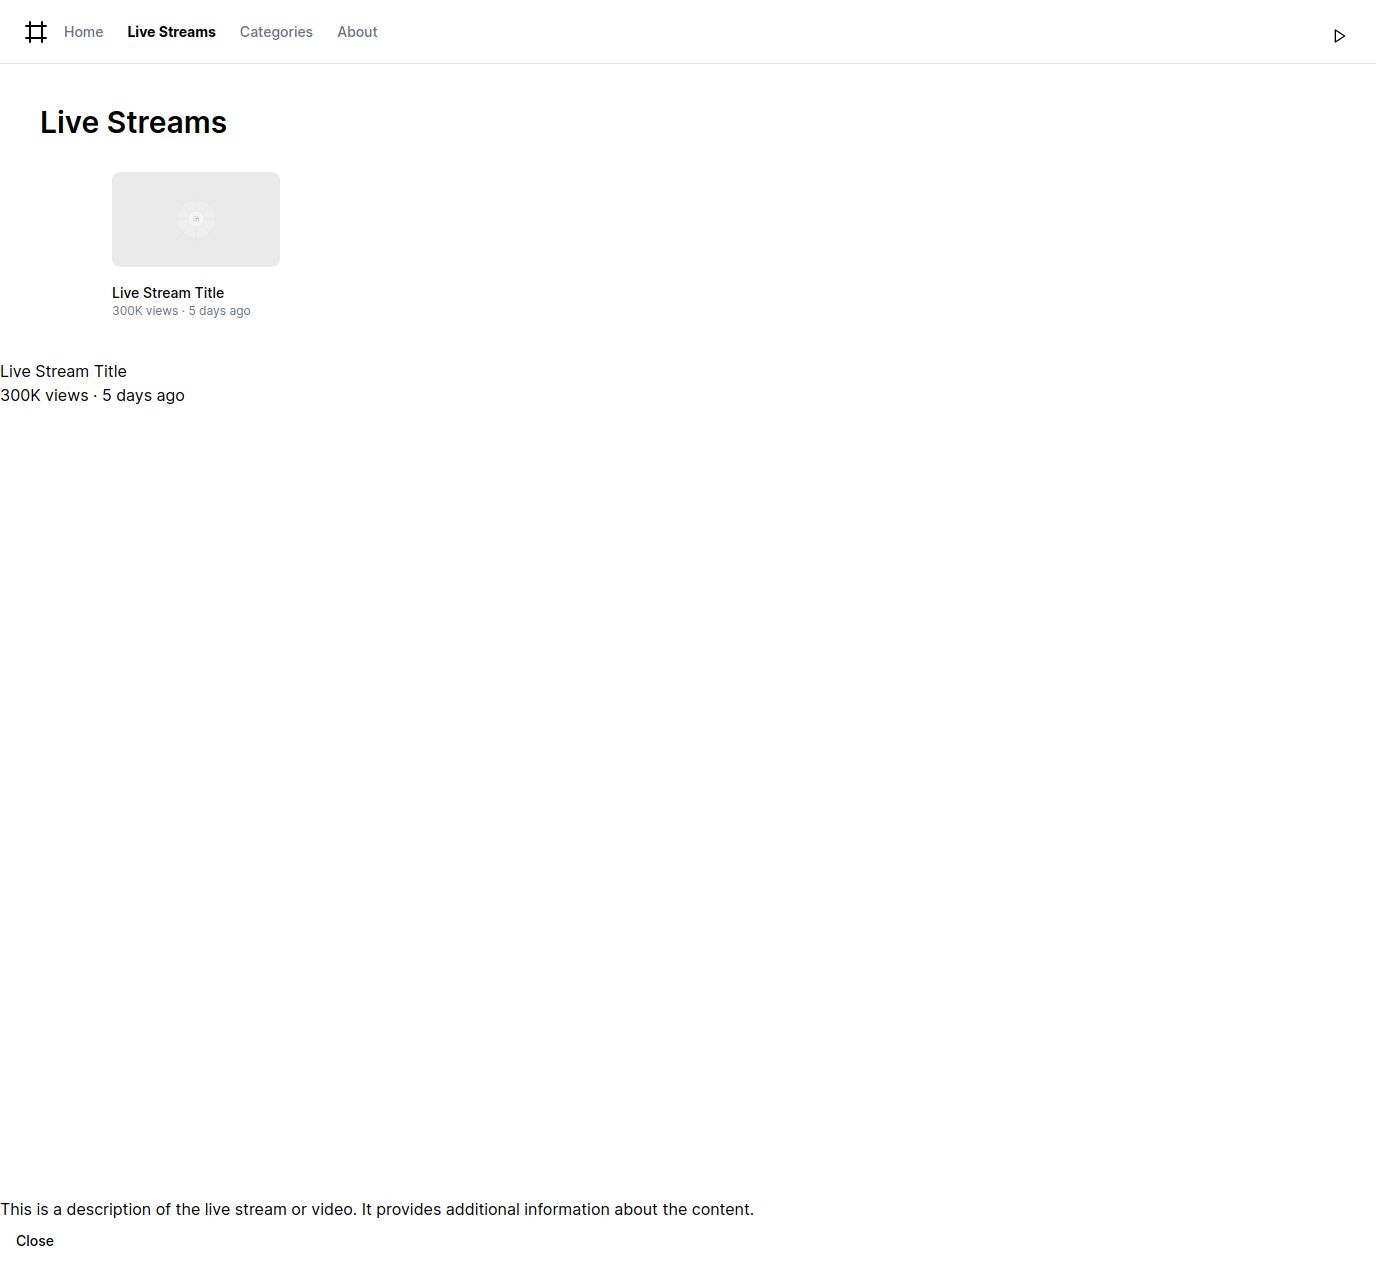 Home Live Streams Categories About
Live Streams
Live Stream Title
300K views · 5 days ago
Live Stream Title
300K views · 5 days ago
This is a description of the live stream or video. It provides additional information about the content.
Close